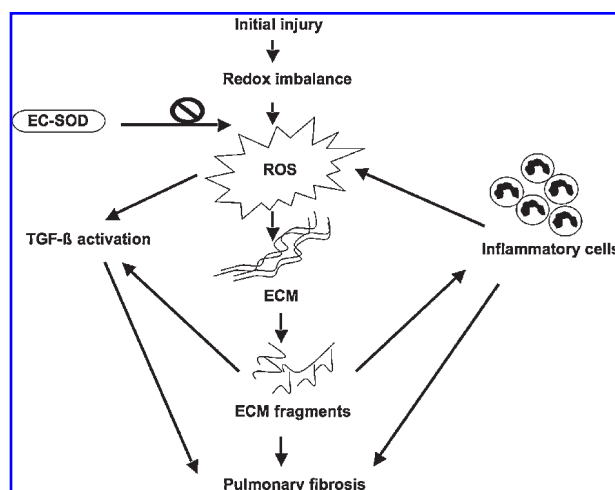 Initial injury
Redox imbalance
EC-SOD
ROS
TGF-ß activation
Inflammatory cells
ECM
ECM fragments
Pulmonary fibrosis